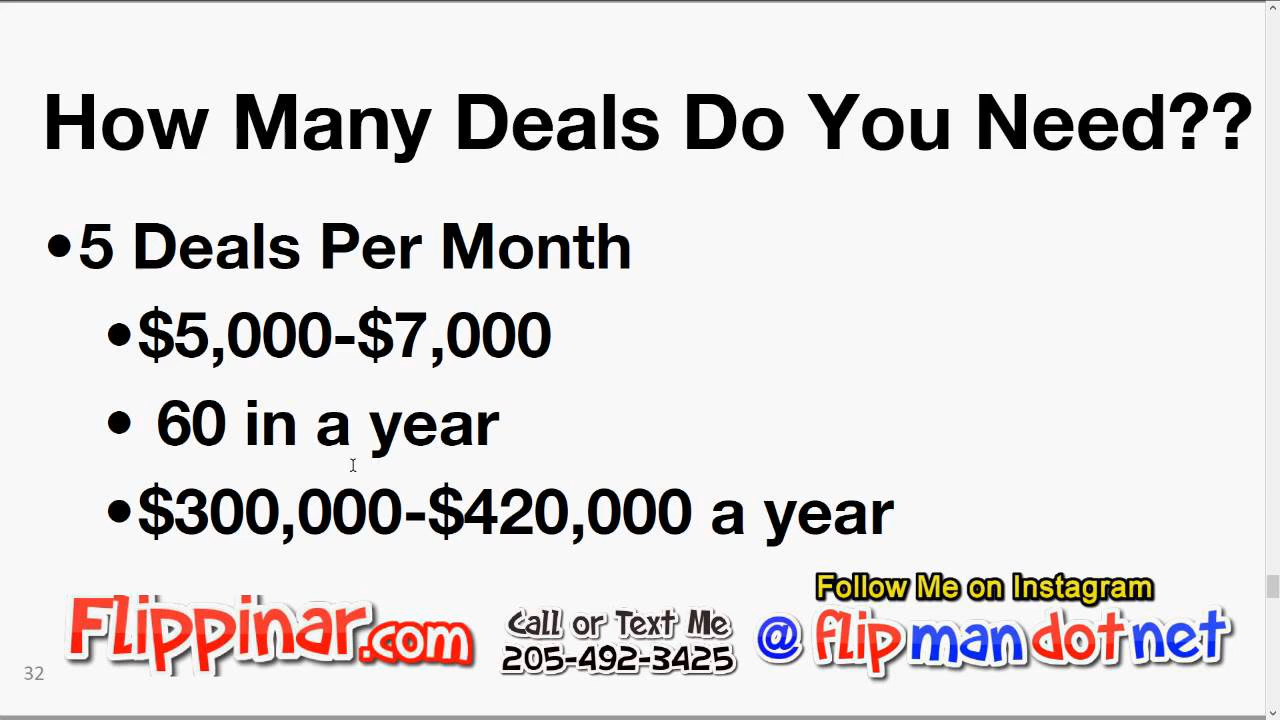 How Many Deals Do You Need??
•5 Deals Per Month
•$5,000-$7,000
• 60 in a year
•$300,000-$420,000 a year
Follow Me on Instagram
Flippinar.com
Call or Text Me
205-492-3425
@flipmandotnet
32